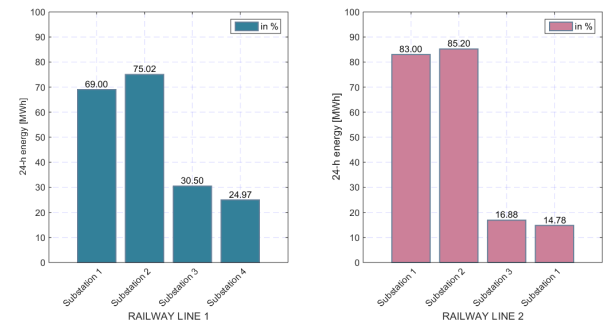 100
90
80
70
60
50
40
30
20
10
0
24-h energy [MWh]
in %
69.00
75.02
30.50
24.97
Substation 1
Substation 2
Substation 3
Substation 4
RAILWAY LINE 1
100
90
80
70
60
50
40
30
20
10
0
24-h energy [MWh]
in %
83.00
85.20
16.88
14.78
Substation 1
Substation 2
Substation 3
Substation 1
RAILWAY LINE 2